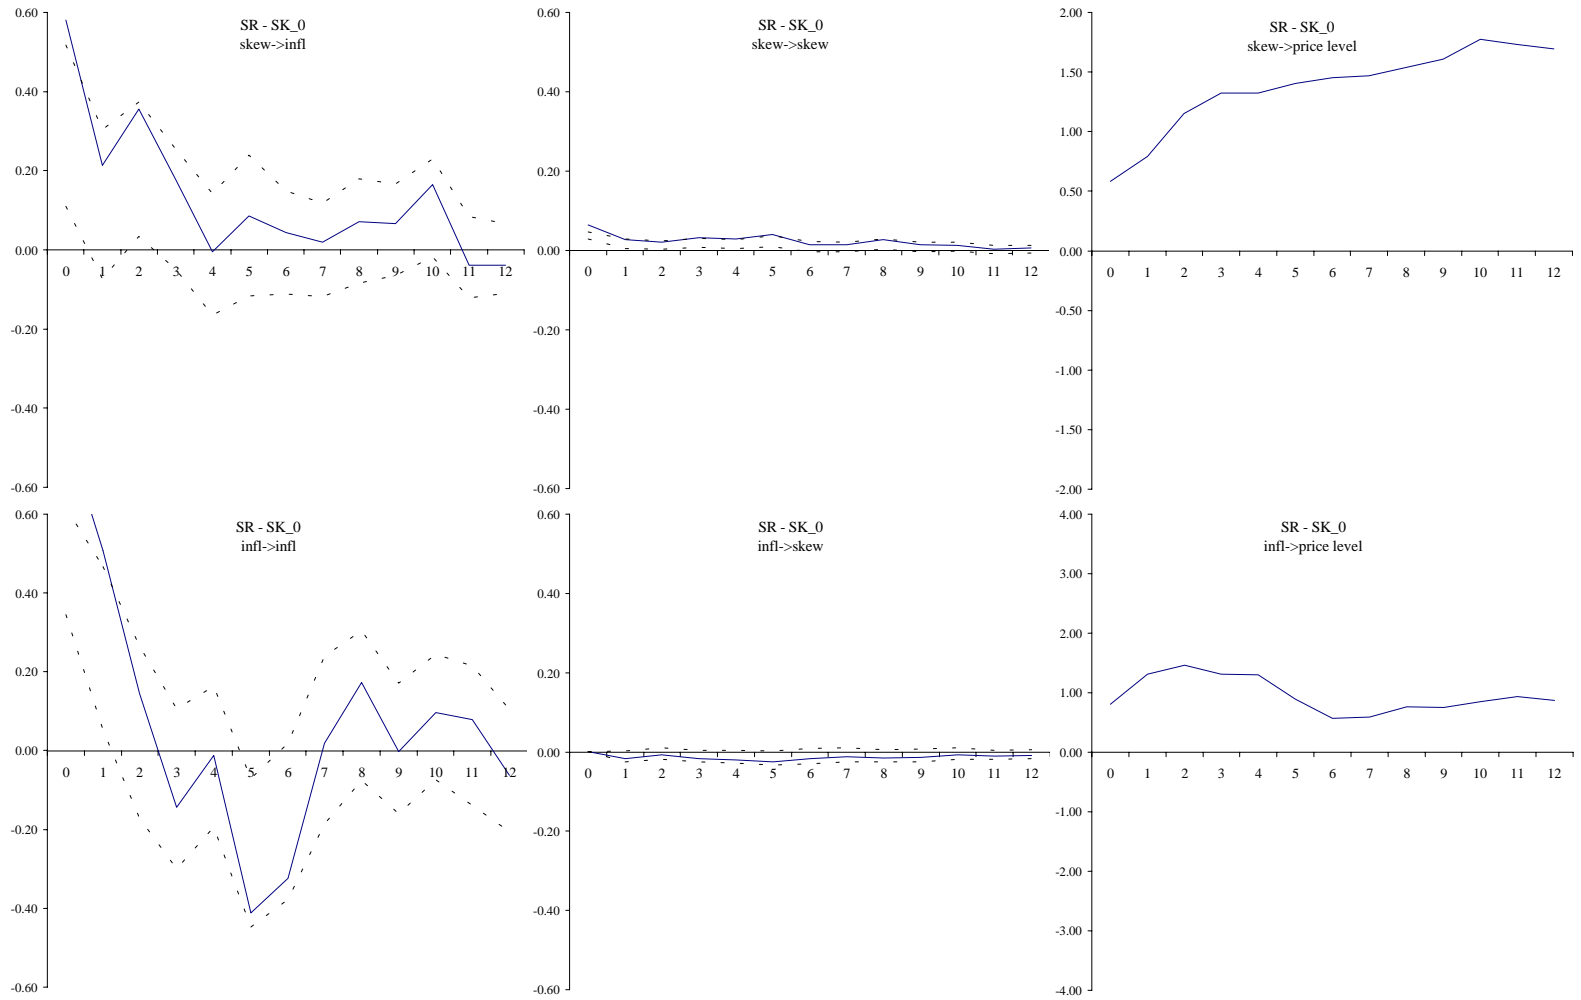 0.60
SR - SK_0
skew->infl
0.40
0.20
0.00
0 1 2 3 4 5 6 7 8 9 10 11 12
-0.20
-0.40
-0.60
0.60
SR - SK_0
skew->skew
0.40
0.20
0.00
0 1 2 3 4 5 6 7 8 9 10 11 12
-0.20
-0.40
-0.60
2.00
SR - SK_0
skew->price level
1.50
1.00
0.50
0.00
0 1 2 3 4 5 6 7 8 9 10 11 12
-0.50
-1.00
-1.50
-2.00
0.60
SR - SK_0
infl->infl
0.40
0.20
0.00
0 1 2 3 4 5 6 7 8 9 10 11 12
-0.20
-0.40
-0.60
0.60
SR - SK_0
infl->skew
0.40
0.20
0.00
0 1 2 3 4 5 6 7 8 9 10 11 12
-0.20
-0.40
-0.60
4.00
SR - SK_0
infl->price level
3.00
2.00
1.00
0.00
0 1 2 3 4 5 6 7 8 9 10 11 12
-1.00
-2.00
-3.00
-4.00